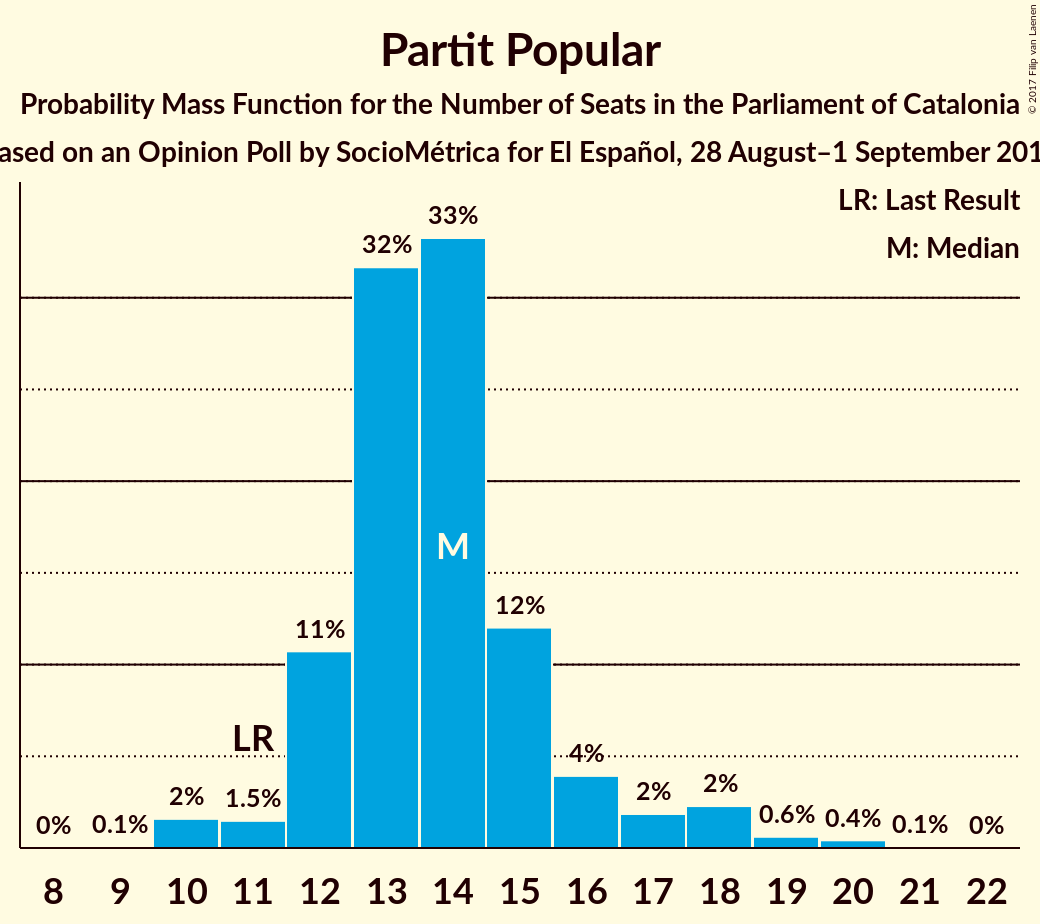 Partit Popular
Probability Mass Function for the Number of Seats in the Parliament of Catalonia
ased on an Opinion Poll by SocioMétrica for El Español, 28 August–1 September 201
© 2017 Filip van Laenen
LR: Last Result
M: Median
0% 0.1% 2% 1.5% 11% 32% 33% 12% 4% 2% 2% 0.6% 0.4% 0.1% 0%
LR
M
8 9 10 11 12 13 14 15 16 17 18 19 20 21 22